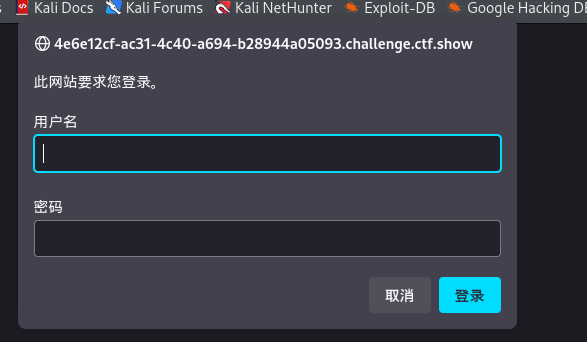 Kali Docs Kali Forums Kali NetHunter Exploit-DB Google Hacking
4e6e12cf-ac31-4c40-a694-b28944a05093.challenge.ctf.show
此网站要求您登录。
用户名
密码
取消 登录